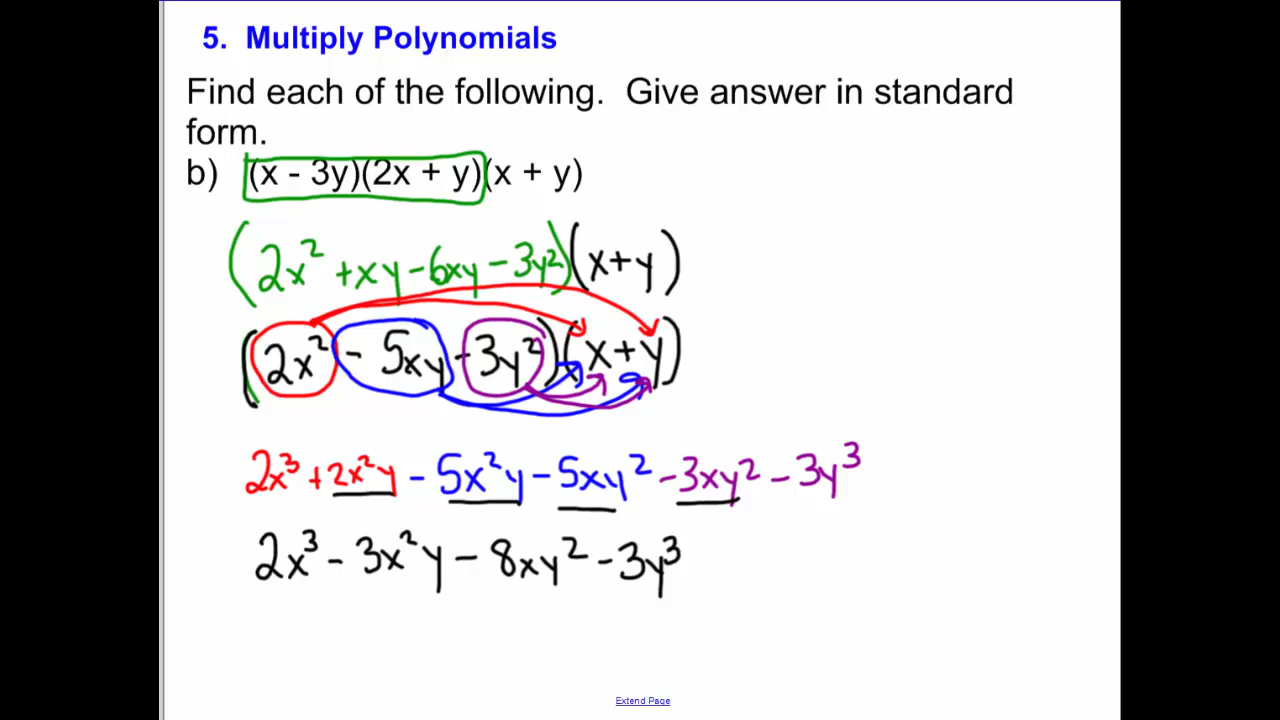 5. Multiply Polynomials
Find each of the following. Give answer in standard
form.
b) (x - 3y)(2x + y)(x + y)
(2x² + xy - 6xy - 3y²)(x + y)
(2x² - 5xy - 3y²)(x + y)
2x³ + 2x²y - 5x²y - 5xy² - 3xy² - 3y³
2x³ - 3x²y - 8xy² - 3y³
Extend Page